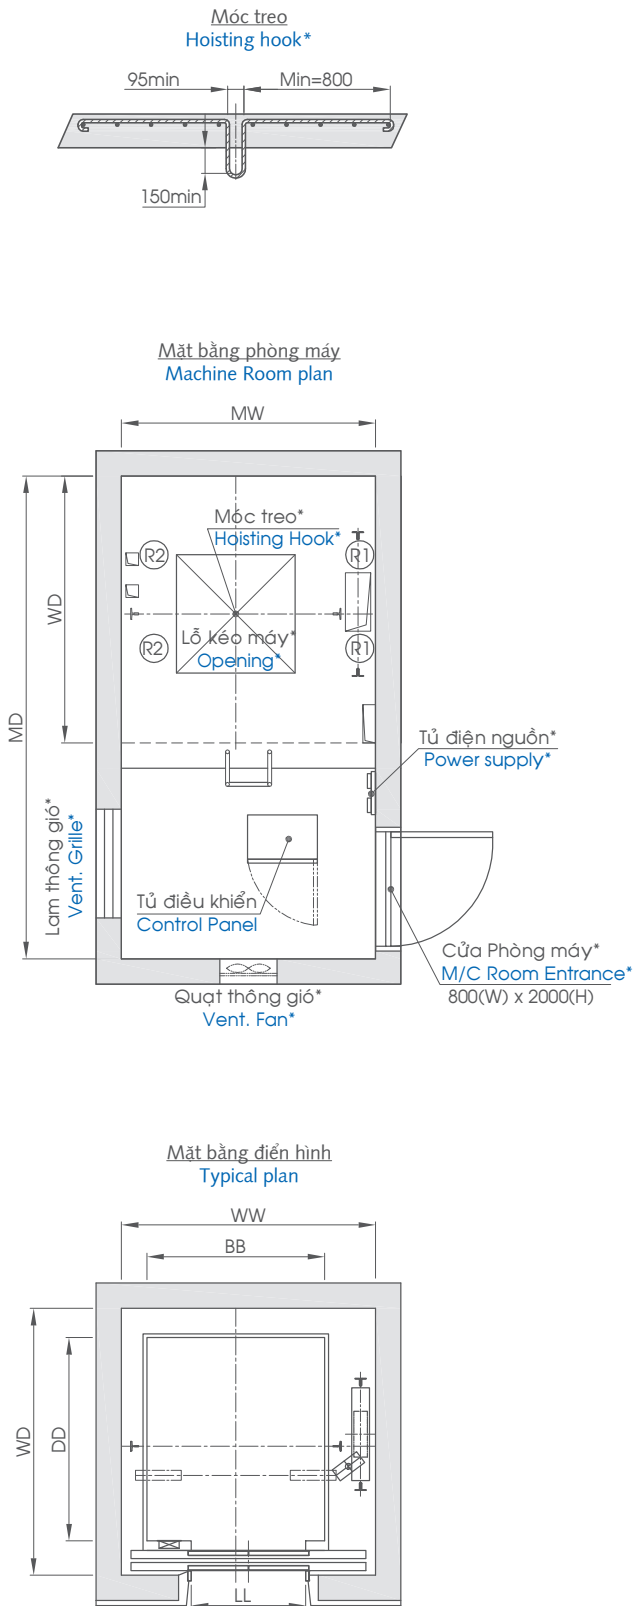 Móc treo
Hoisting hook*
95min
Min=800
150min
Mặt bằng phòng máy
Machine Room plan
MW
Móc treo*
Hoisting Hook*
R2
R1
WD
Lỗ kéo máy*
Opening*
R2
R1
MD
Tủ điện nguồn*
Power supply*
Lam thông gió*
Vent. Grille*
Tủ điều khiển
Control Panel
Cửa Phòng máy*
M/C Room Entrance*
800(W) x 2000(H)
Quạt thông gió*
Vent. Fan*
Mặt bằng điển hình
Typical plan
WW
BB
WD
DD
LL